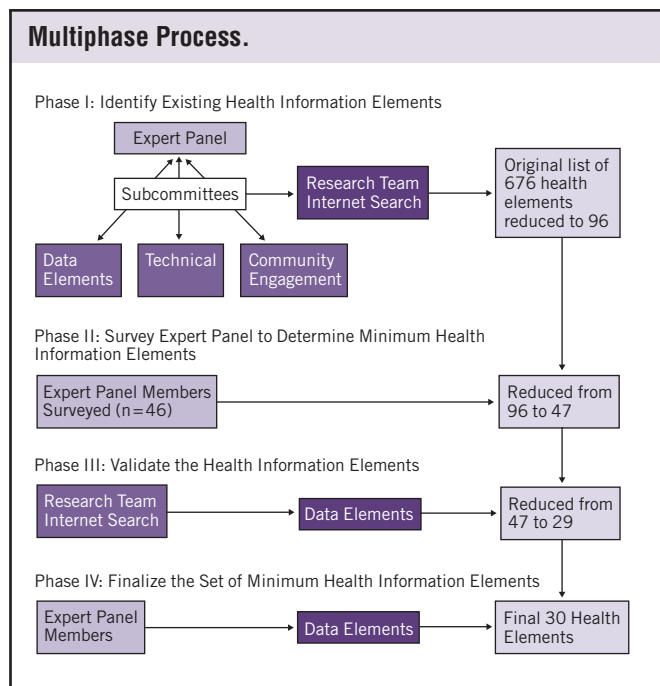 Multiphase Process.
Phase I: Identify Existing Health Information Elements
Expert Panel
Subcommittees
Research Team
Internet Search
Original list of
676 health
elements
reduced to 96
Data
Elements
Technical
Community
Engagement
Phase II: Survey Expert Panel to Determine Minimum Health
Information Elements
Expert Panel Members
Surveyed (n=46)
Reduced from
96 to 47
Phase III: Validate the Health Information Elements
Research Team
Internet Search
Data Elements
Reduced from
47 to 29
Phase IV: Finalize the Set of Minimum Health Information Elements
Expert Panel
Members
Data Elements
Final 30 Health
Elements